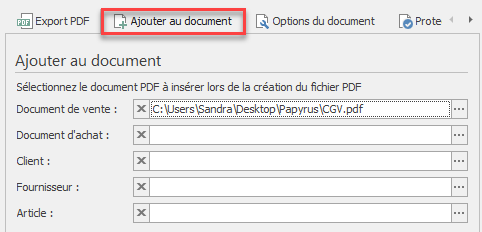 Export PDF Ajouter au document Options du document Prote
Ajouter au document
Sélectionnez le document PDF à insérer lors de la création du fichier PDF
Document de vente : C:\Users\Sandra\Desktop\Papyrus\CGV.pdf ...
Document d'achat : ...
Client : ...
Fournisseur : ...
Article : ...